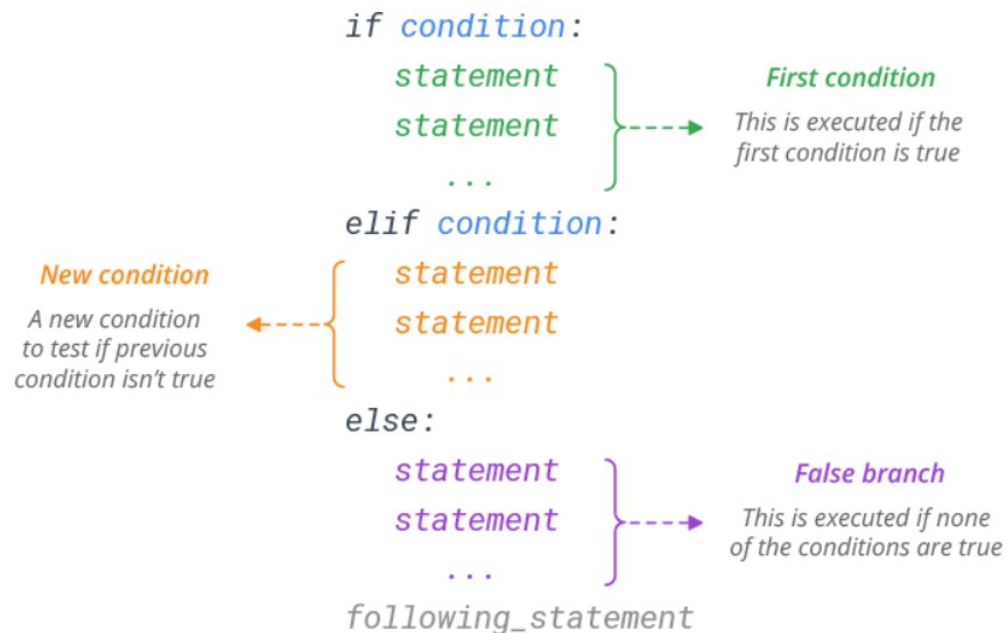 if condition:
statement
statement
...
First condition
This is executed if the
first condition is true
elif condition:
statement
statement
...
New condition
A new condition
to test if previous
condition isn’t true
else:
statement
statement
...
False branch
This is executed if none
of the conditions are true
following_statement